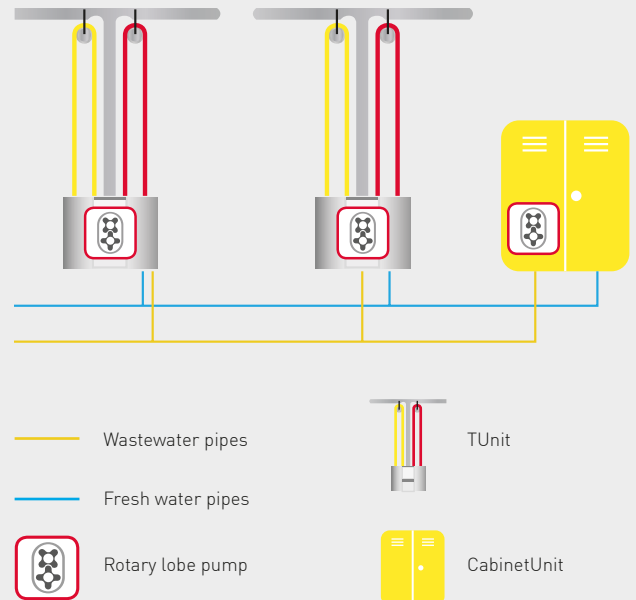 Wastewater pipes
TUnit
Fresh water pipes
Rotary lobe pump
CabinetUnit